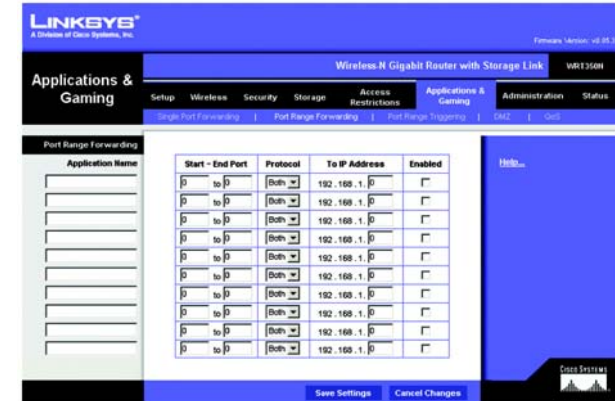 LINKSYS®
A Division of Cisco Systems, Inc.
Firmware Version: v0.05.3
Wireless-N Gigabit Router with Storage Link WRT350N
Applications & Gaming
Setup Wireless Security Storage Access Restrictions Applications & Gaming Administration Status
Single Port Forwarding | Port Range Forwarding | Port Range Triggering | DMZ | QoS
Port Range Forwarding
Application Name Start - End Port Protocol To IP Address Enabled
Help...
0 to 0 Both 192.168.1.0
0 to 0 Both 192.168.1.0
0 to 0 Both 192.168.1.0
0 to 0 Both 192.168.1.0
0 to 0 Both 192.168.1.0
0 to 0 Both 192.168.1.0
0 to 0 Both 192.168.1.0
0 to 0 Both 192.168.1.0
0 to 0 Both 192.168.1.0
0 to 0 Both 192.168.1.0
Save Settings Cancel Changes
CISCO SYSTEMS